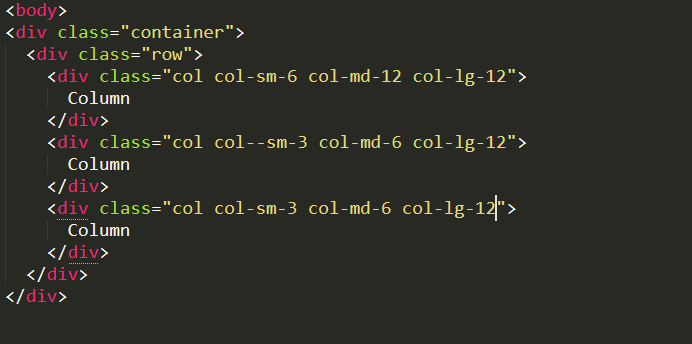 <body>
<div class="container">
<div class="row">
<div class="col col-sm-6 col-md-12 col-lg-12">
Column
</div>
<div class="col col--sm-3 col-md-6 col-lg-12">
Column
</div>
<div class="col col-sm-3 col-md-6 col-lg-12">
Column
</div>
</div>
</div>